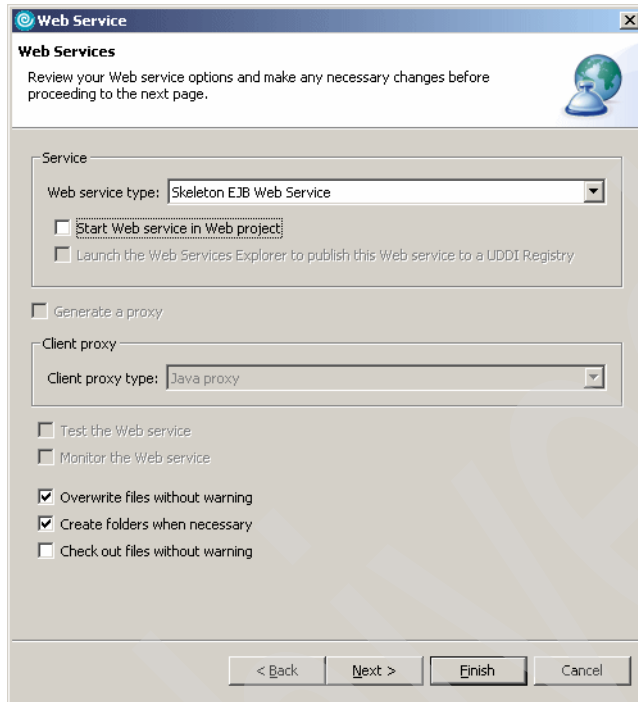 Web Service
Web Services
Review your Web service options and make any necessary changes before
proceeding to the next page.
Service
Web service type: Skeleton EJB Web Service
Start Web service in Web project
Launch the Web Services Explorer to publish this Web service to a UDDI Registry
Generate a proxy
Client proxy
Client proxy type: Java proxy
Test the Web service
Monitor the Web service
Overwrite files without warning
Create folders when necessary
Check out files without warning
< Back Next > Finish Cancel